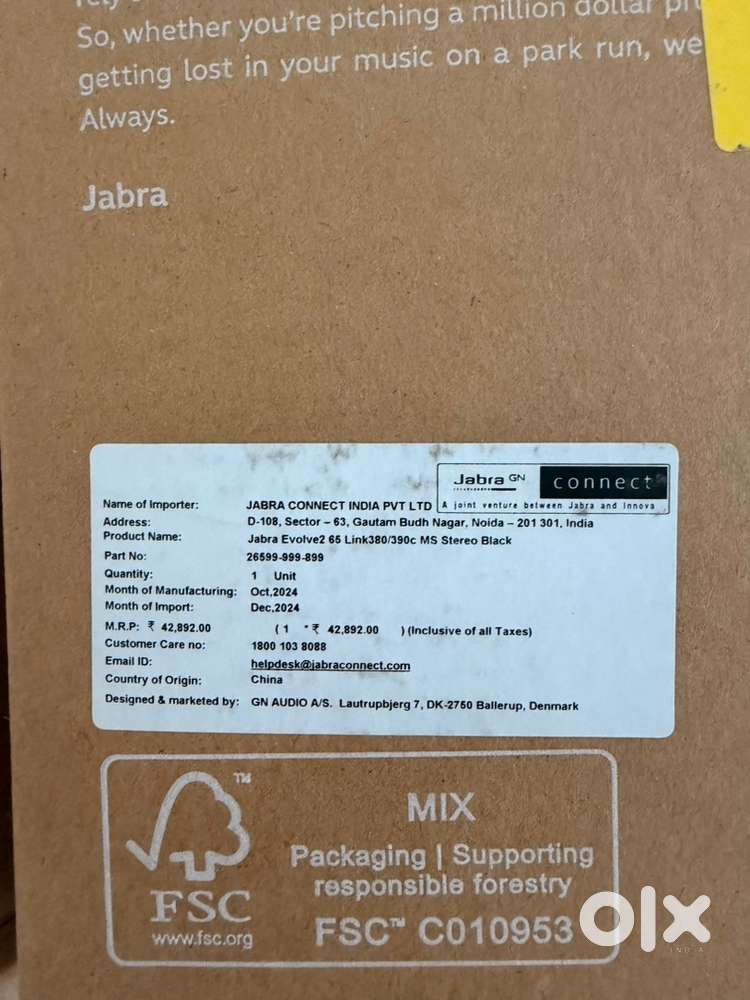 So, whether you're pitching a million dollar
getting lost in your music on a park run, we
Always.
Jabra
Jabra GN connect
A joint venture between Jabra and Innova
Name of Importer: JABRA CONNECT INDIA PVT LTD
Address: D-108, Sector – 63, Gautam Budh Nagar, Noida – 201 301, India
Product Name: Jabra Evolve2 65 Link380/390c MS Stereo Black
Part No: 26599-999-899
Quantity: 1 Unit
Month of Manufacturing: Oct,2024
Month of Import: Dec,2024
M.R.P: ₹ 42,892.00 ( 1 * ₹ 42,892.00 ) (Inclusive of all Taxes)
Customer Care no: 1800 103 8088
Email ID: helpdesk@jabraconnect.com
Country of Origin: China
Designed & marketed by: GN AUDIO A/S. Lautrupbjerg 7, DK-2750 Ballerup, Denmark
TM
MIX
Packaging | Supporting
responsible forestry
FSC
www.fsc.org
FSC™ C010953
olx
INDIA